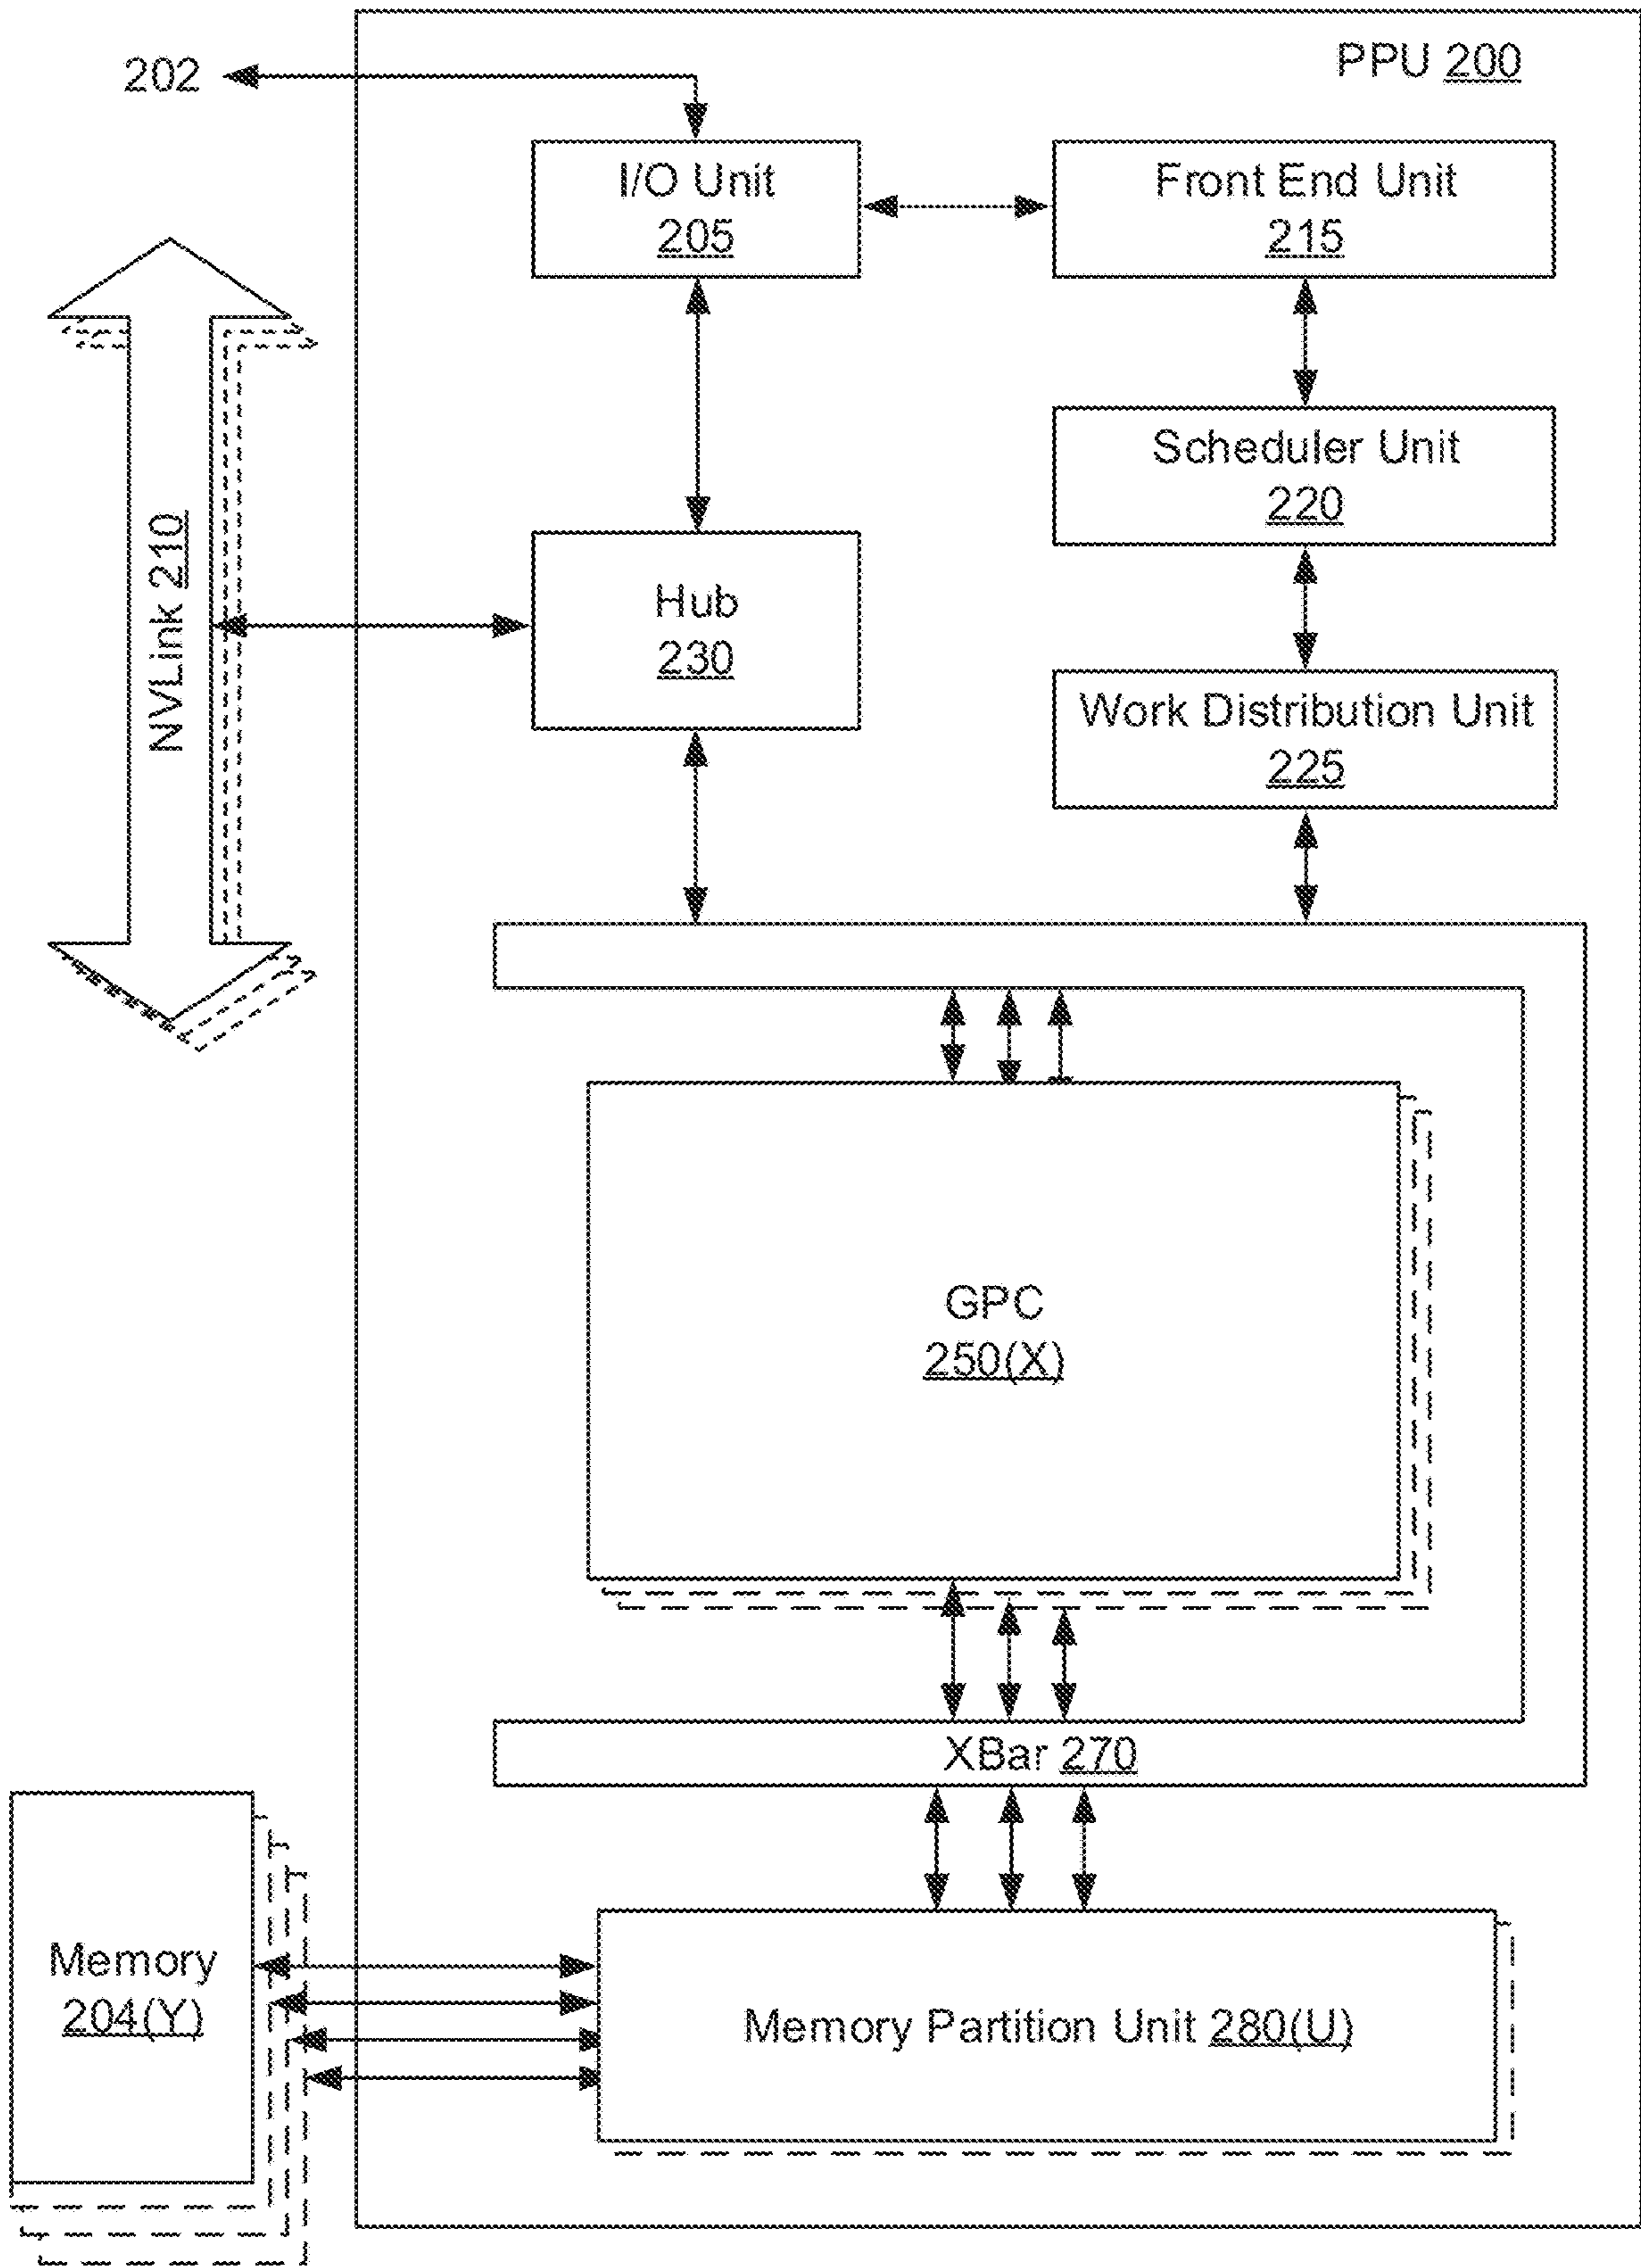 PPU 200
202
I/O Unit
205
Front End Unit
215
Scheduler Unit
220
NVLink 210
Hub
230
Work Distribution Unit
225
GPC
250(X)
XBar 270
Memory
204(Y)
Memory Partition Unit 280(U)